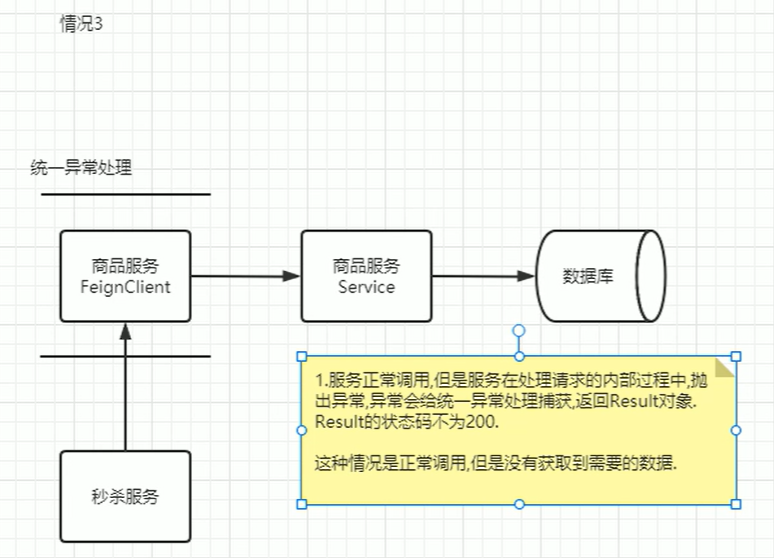 情况3
统一异常处理
商品服务
FeignClient
商品服务
Service
数据库
1.服务正常调用,但是服务在处理请求的内部过程中,抛
出异常,异常会给统一异常处理捕获,返回Result对象.
Result的状态码不为200.
这种情况是正常调用,但是没有获取到需要的数据.
秒杀服务